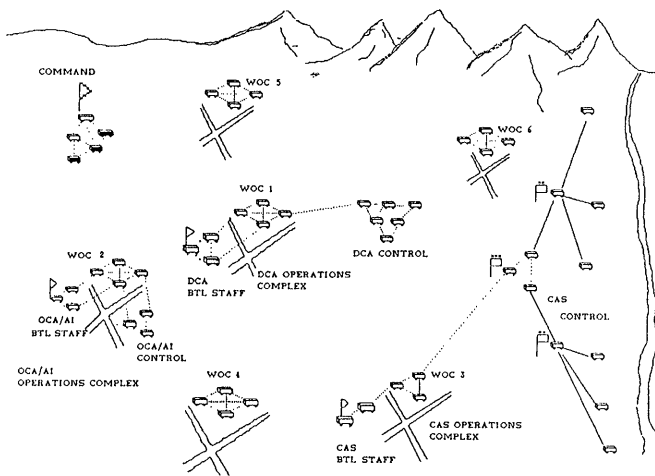 COMMAND
WOC 5
WOC 6
WOC 1
DCA CONTROL
WOC 2
DCA
BTL STAFF
DCA OPERATIONS
COMPLEX
CAS
CONTROL
OCA/AI
BTL STAFF
OCA/AI
CONTROL
OCA/AI
OPERATIONS COMPLEX
WOC 4
WOC 3
CAS OPERATIONS
COMPLEX
CAS
BTL STAFF